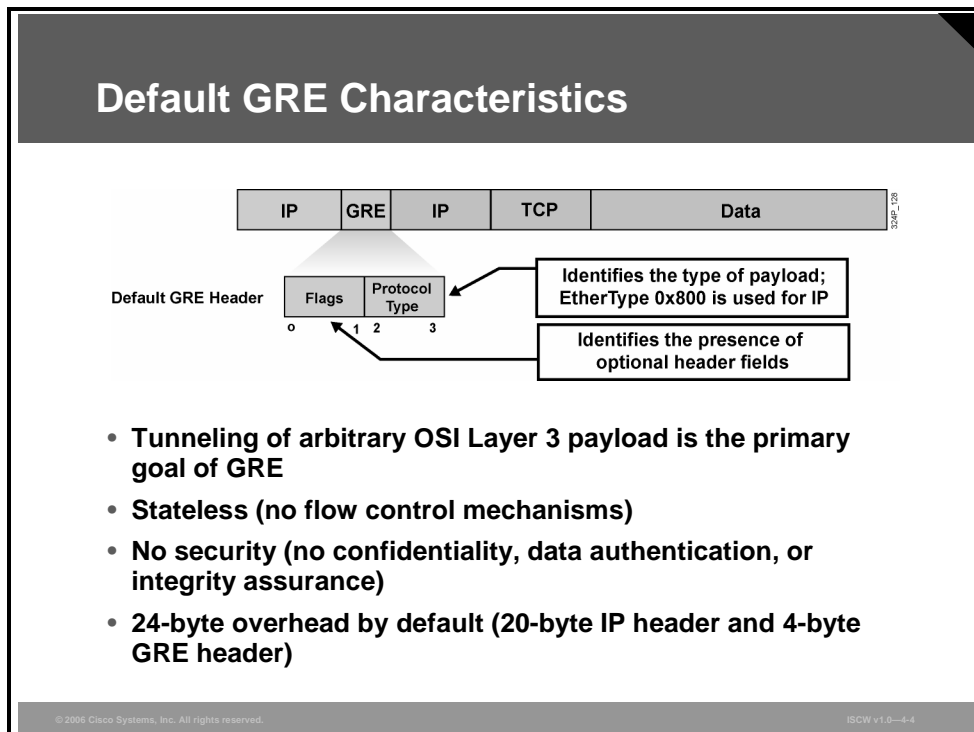 Default GRE Characteristics
IP GRE IP TCP Data
324P_128
Default GRE Header
Flags
Protocol
Type
o 1 2 3
Identifies the type of payload;
EtherType 0x800 is used for IP
Identifies the presence of
optional header fields
• Tunneling of arbitrary OSI Layer 3 payload is the primary
goal of GRE
• Stateless (no flow control mechanisms)
• No security (no confidentiality, data authentication, or
integrity assurance)
• 24-byte overhead by default (20-byte IP header and 4-byte
GRE header)
© 2006 Cisco Systems, Inc. All rights reserved.
ISCW v1.0—4-4